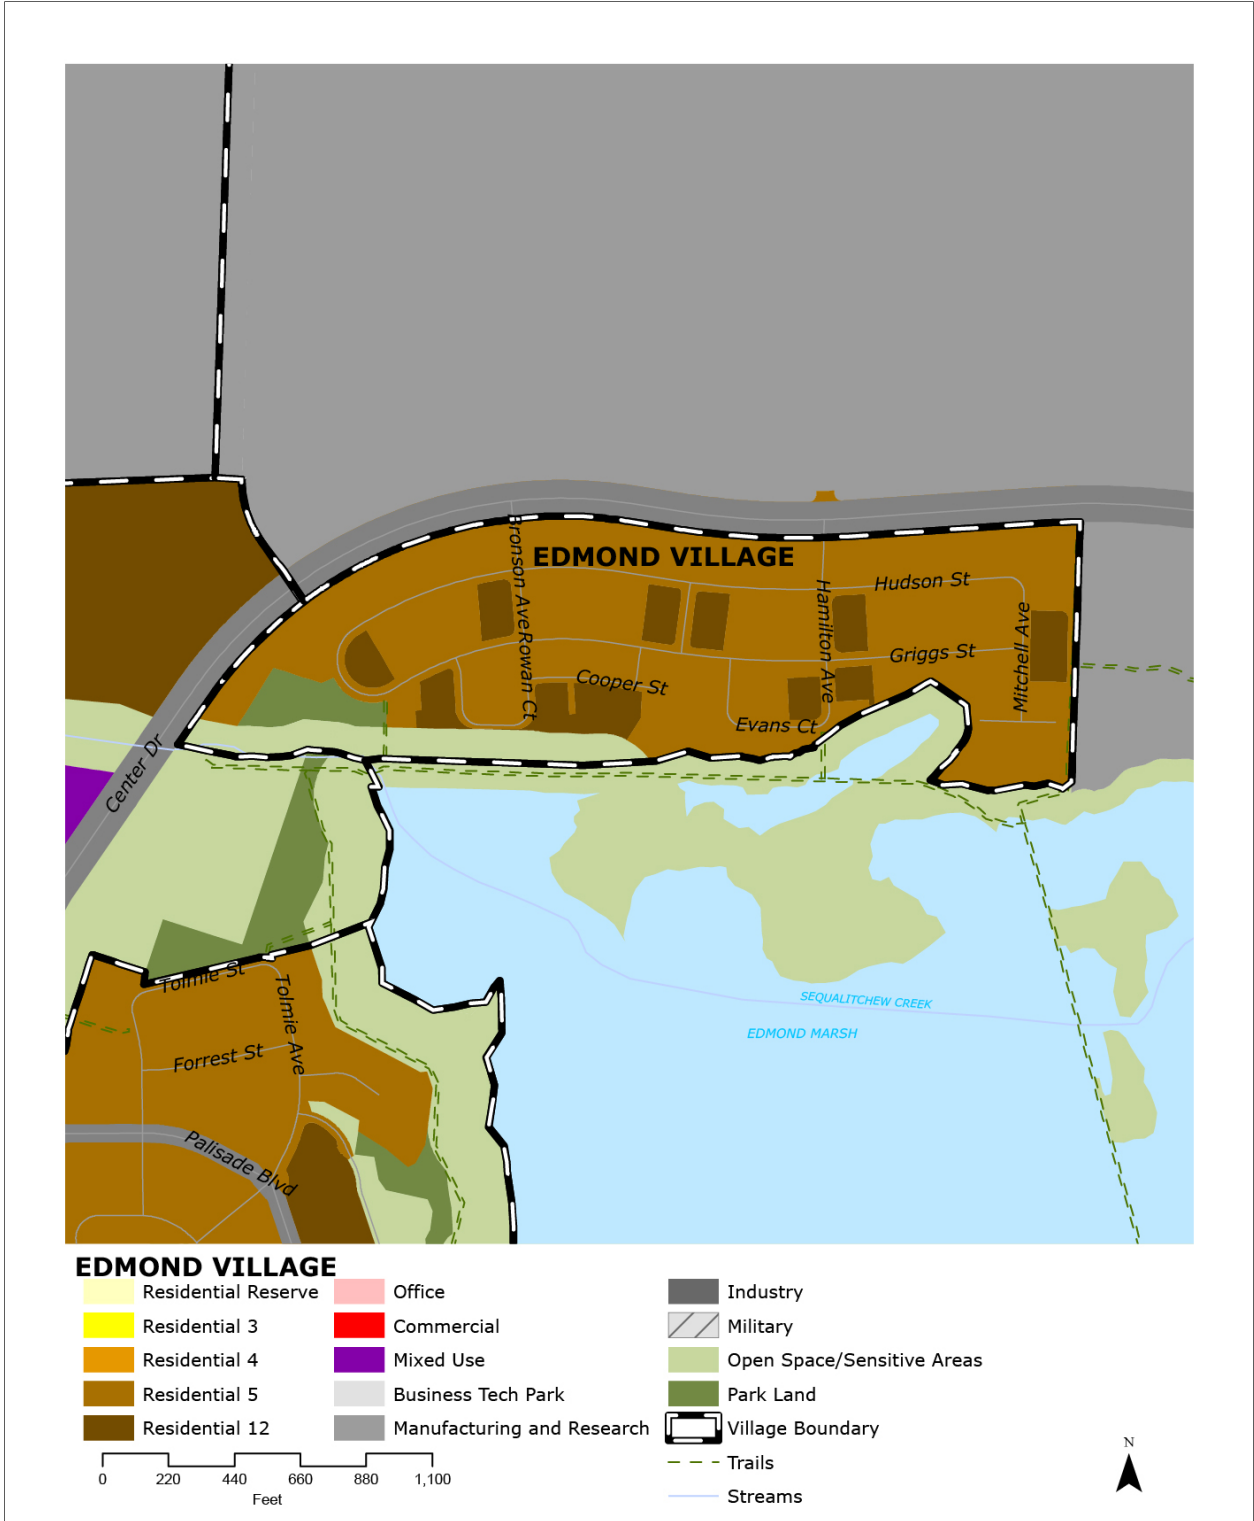 EDMOND VILLAGE
Bronson Ave
Hudson St
Hamilton Ave
Mitchell Ave
Griggs St
Rowan Ct
Cooper St
Evans Ct
Center Dr
Tolmie St
Tolmie Ave
SEQUALITCHEW CREEK
EDMOND MARSH
Forrest St
Palisade Blvd
EDMOND VILLAGE
Residential Reserve
Residential 3
Residential 4
Residential 5
Residential 12
Office
Commercial
Mixed Use
Business Tech Park
Manufacturing and Research
Industry
Military
Open Space/Sensitive Areas
Park Land
Village Boundary
Trails
Streams
0 220 440 660 880 1,100
Feet
N